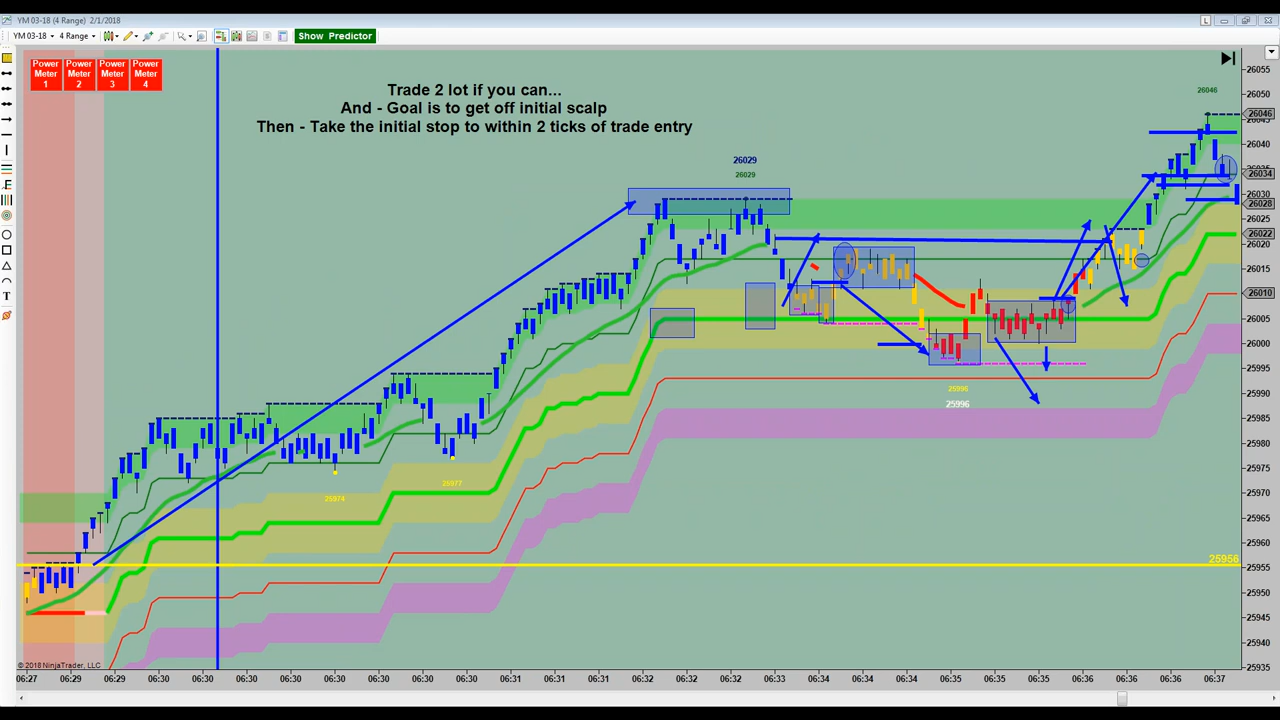 YM 03-18 (4 Range)  2/1/2018
L
YM 03-18
4 Range
Show Predictor
Power Meter 1
Power Meter 2
Power Meter 3
Power Meter 4
Trade 2 lot if you can...
And - Goal is to get off initial scalp
Then - Take the initial stop to within 2 ticks of trade entry
26029
26029
26046
25974
25977
25996
25996
25956
26055
26050
26046
26040
26034
26030
26028
26025
26022
26020
26015
26010
26005
26000
25995
25990
25985
25980
25975
25970
25965
25960
25955
25950
25945
25940
25935
© 2018 NinjaTrader, LLC
06:27 06:29 06:29 06:30 06:30 06:30 06:30 06:30 06:30 06:30 06:31 06:31 06:31 06:31 06:32 06:32 06:32 06:33 06:34 06:34 06:34 06:35 06:35 06:35 06:36 06:36 06:36 06:37